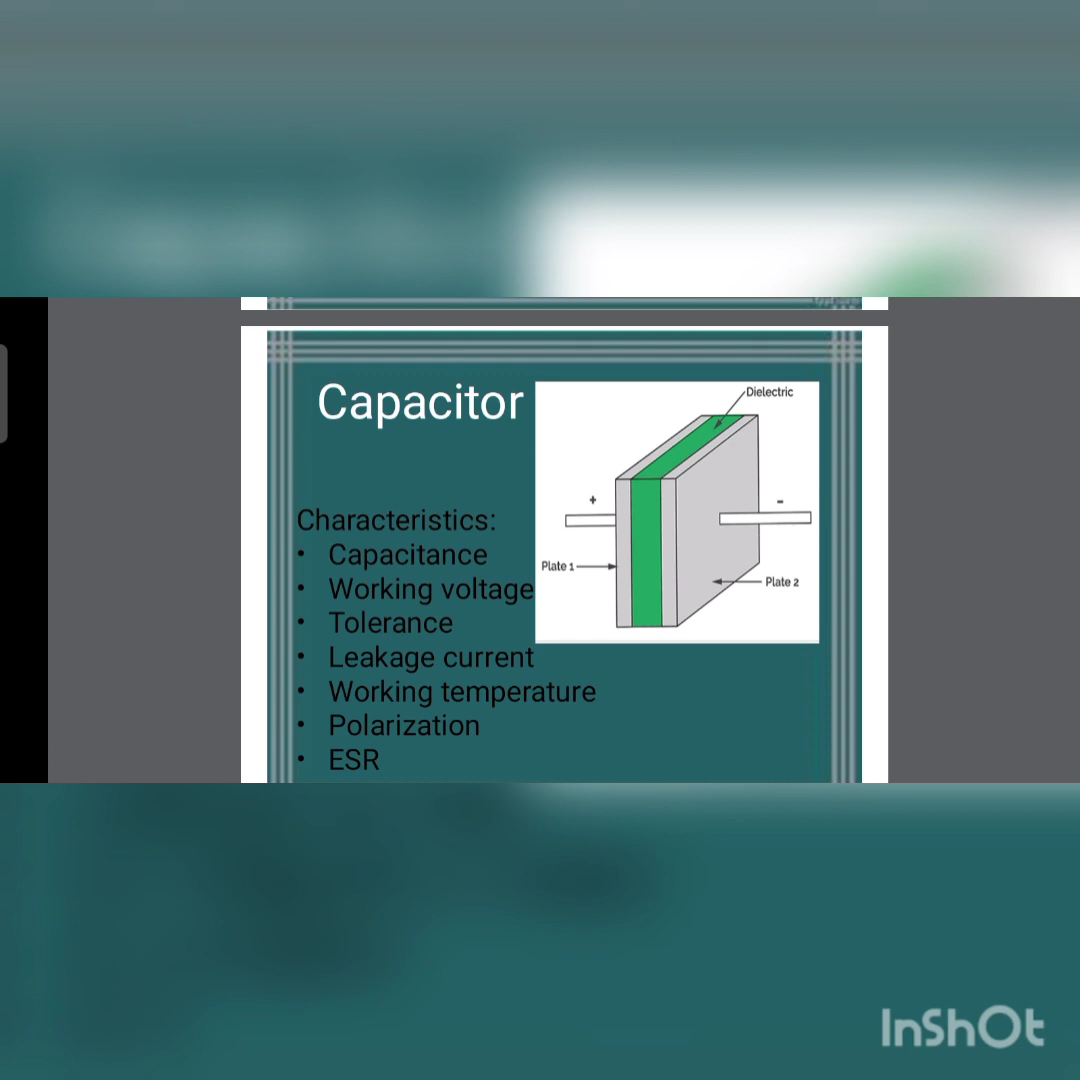 Capacitor
Dielectric
+
-
Plate 1
Plate 2
Characteristics:
• Capacitance
• Working voltage
• Tolerance
• Leakage current
• Working temperature
• Polarization
• ESR
InShOt